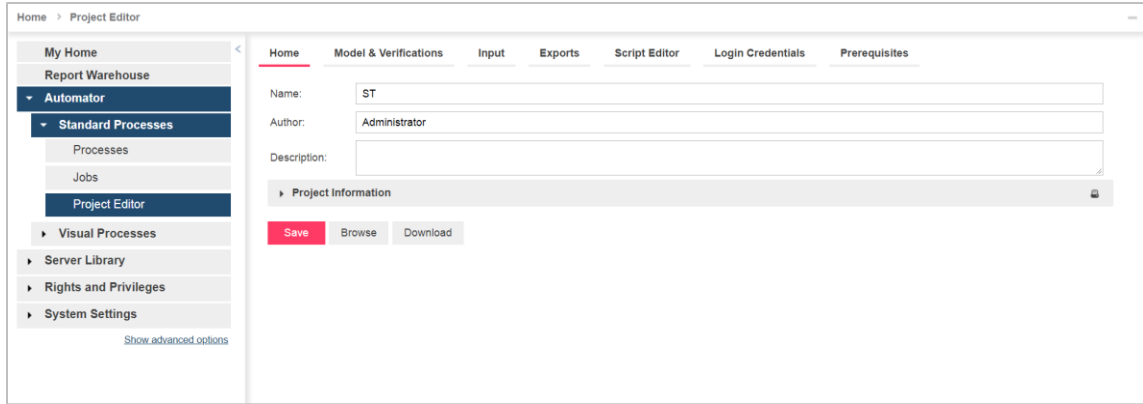 Home > Project Editor
My Home
Report Warehouse
Automator
Standard Processes
Processes
Jobs
Project Editor
Visual Processes
Server Library
Rights and Privileges
System Settings
Show advanced options
Home Model & Verifications Input Exports Script Editor Login Credentials Prerequisites
Name: ST
Author: Administrator
Description:
Project Information
Save Browse Download